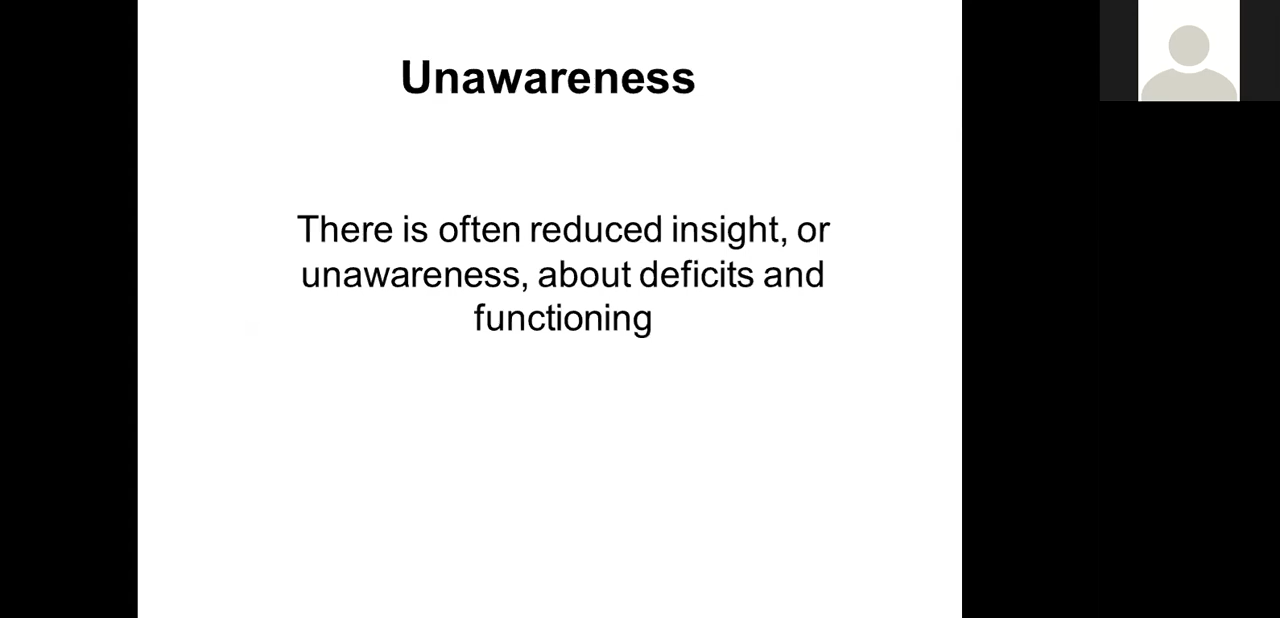 Unawareness
There is often reduced insight, or
unawareness, about deficits and
functioning